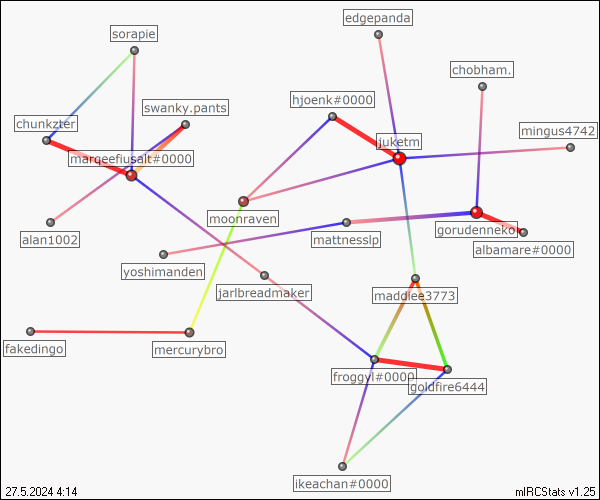 edgepanda
sorapie
chobham.
hjoenk#0000
swanky.pants
chunkzter
mingus4742
juketm
marqeefiusalt#0000
moonraven
gorudenneko
alan1002
mattnesslp
albamare#0000
yoshimanden
jarlbreadmaker
maddiee3773
fakedingo
mercurybro
froggyl#0000
goldfire6444
ikeachan#0000
27.5.2024 4:14
mIRCStats v1.25